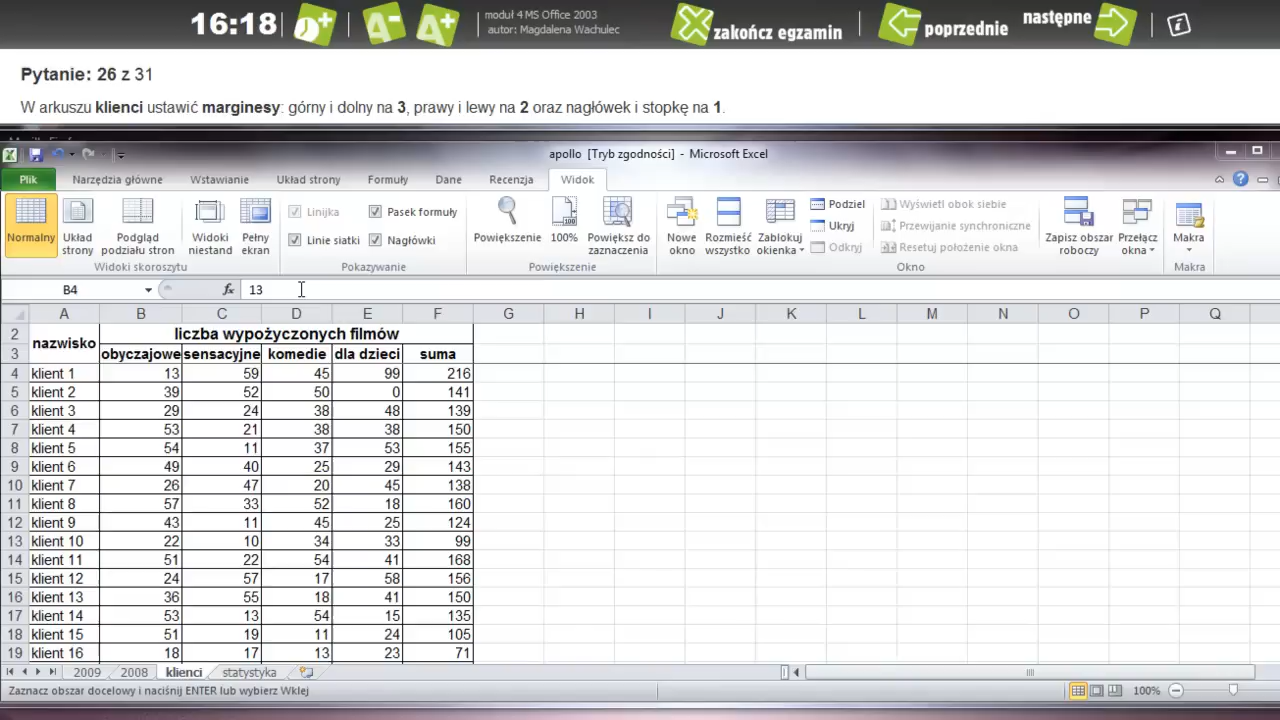 16:18
moduł 4 MS Office 2003
autor: Magdalena Wachulec
zakończ egzamin
poprzednie
następne
Pytanie: 26 z 31
W arkuszu klienci ustawić marginesy: górny i dolny na 3, prawy i lewy na 2 oraz nagłówek i stopkę na 1.
apollo [Tryb zgodności] - Microsoft Excel
Plik Narzędzia główne Wstawianie Układ strony Formuły Dane Recenzja Widok
Normalny Układ strony Podgląd podziału stron Widoki niestand Pełny ekran
Widoki skoroszytu
Linijka Pasek formuły
Linie siatki Nagłówki
Pokazywanie
Powiększenie 100% Powiększ do zaznaczenia
Powiększenie
Nowe okno Rozmieść wszystko Zablokuj okienka
Podziel
Ukryj
Odkryj
Wyświetl obok siebie
Przewijanie synchroniczne
Resetuj położenie okna
Zapisz obszar roboczy Przełącz okna
Okno
Makra
Makra
B4 fx 13
A B C D E F G H I J K L M N O P Q
2 nazwisko liczba wypożyczonych filmów
3 obyczajowe sensacyjne komedie dla dzieci suma
4 klient 1 13 59 45 99 216
5 klient 2 39 52 50 0 141
6 klient 3 29 24 38 48 139
7 klient 4 53 21 38 38 150
8 klient 5 54 11 37 53 155
9 klient 6 49 40 25 29 143
10 klient 7 26 47 20 45 138
11 klient 8 57 33 52 18 160
12 klient 9 43 11 45 25 124
13 klient 10 22 10 34 33 99
14 klient 11 51 22 54 41 168
15 klient 12 24 57 17 58 156
16 klient 13 36 55 18 41 150
17 klient 14 53 13 54 15 135
18 klient 15 51 19 11 24 105
19 klient 16 18 17 13 23 71
2009 2008 klienci statystyka
Zaznacz obszar docelowy i naciśnij ENTER lub wybierz Wklej
100%